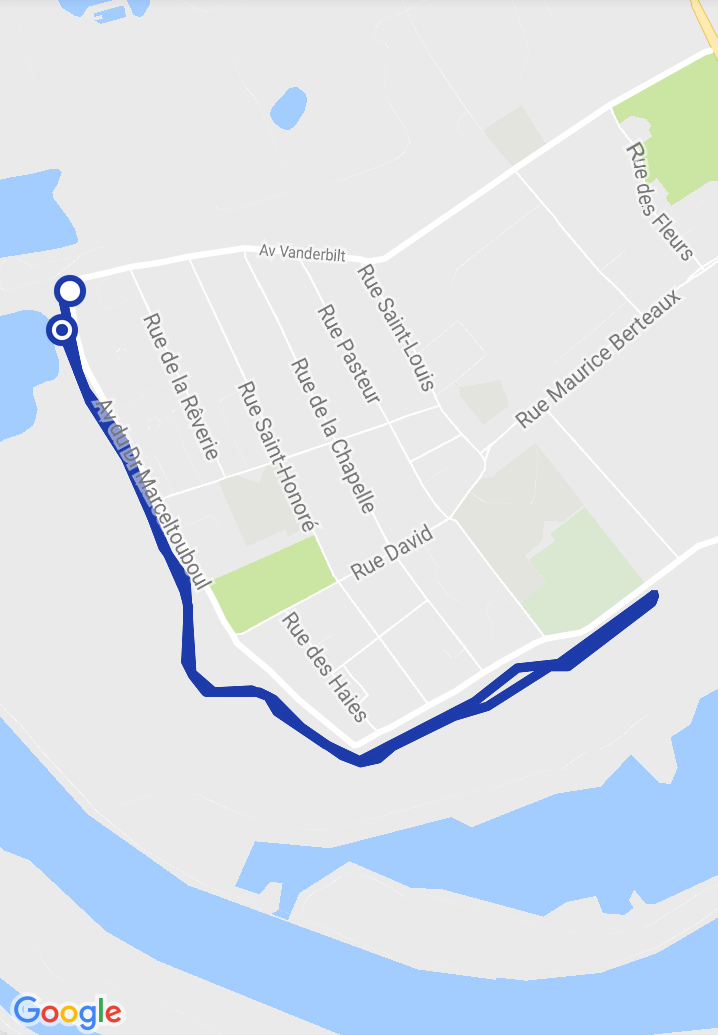 Rue des Fleurs
Av Vanderbilt
Rue Saint-Louis
Rue Maurice Berteaux
Rue Pasteur
Rue de la Rêverie
Rue de la Chapelle
Rue Saint-Honoré
Av du Dr Marceltouboul
Rue David
Rue des Haies
Google